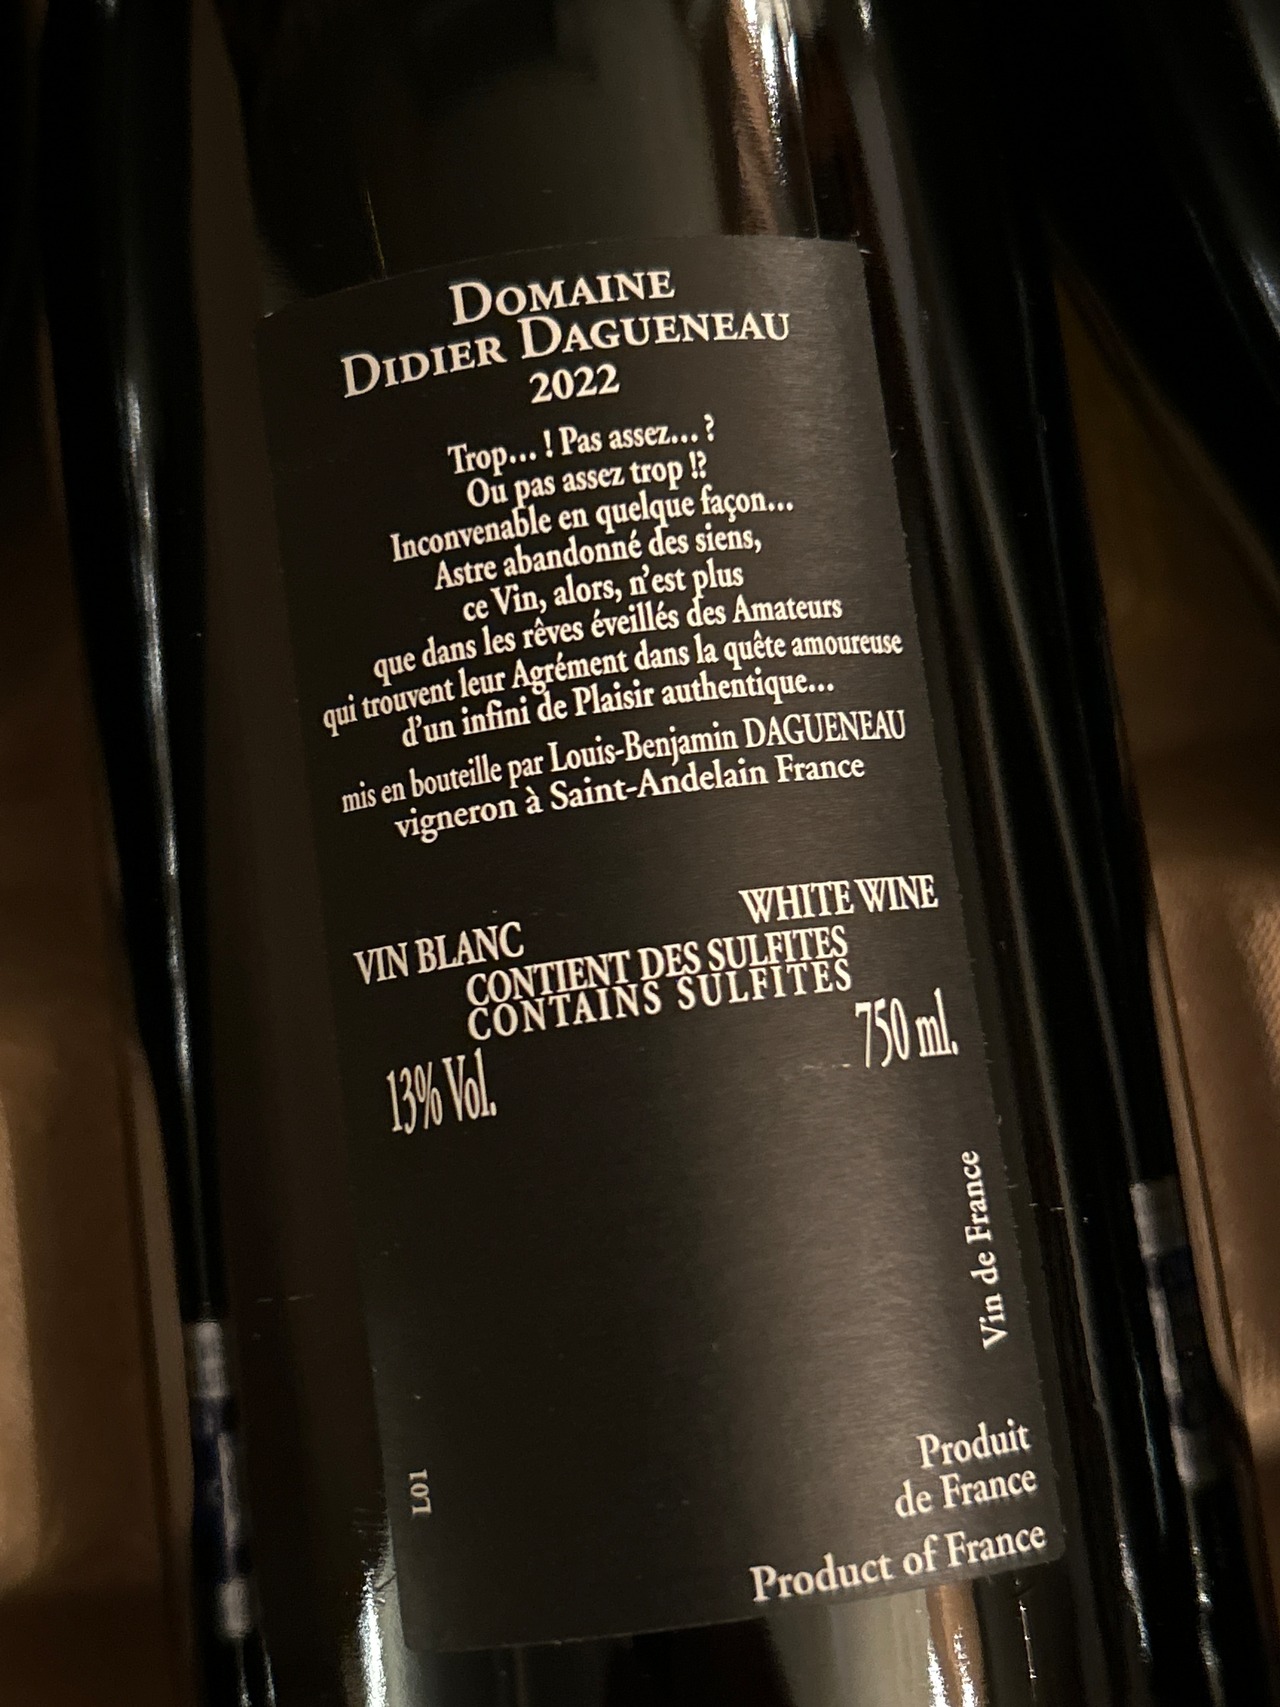 DOMAINE
DIDIER DAGUENEAU
2022
Trop... ! Pas assez... ?
Ou pas assez trop !?
Inconvenable en quelque façon...
Astre abandonné des siens,
ce Vin, alors, n'est plus
que dans les rêves éveillés des Amateurs
qui trouvent leur Agrément dans la quête amoureuse
d'un infini de Plaisir authentique...
mis en bouteille par Louis-Benjamin DAGUENEAU
vigneron à Saint-Andelain France
VIN BLANC WHITE WINE
CONTIENT DES SULFITES
CONTAINS SULFITES
13% Vol. 750 ml.
Vin de France
L01
Produit
de France
Product of France